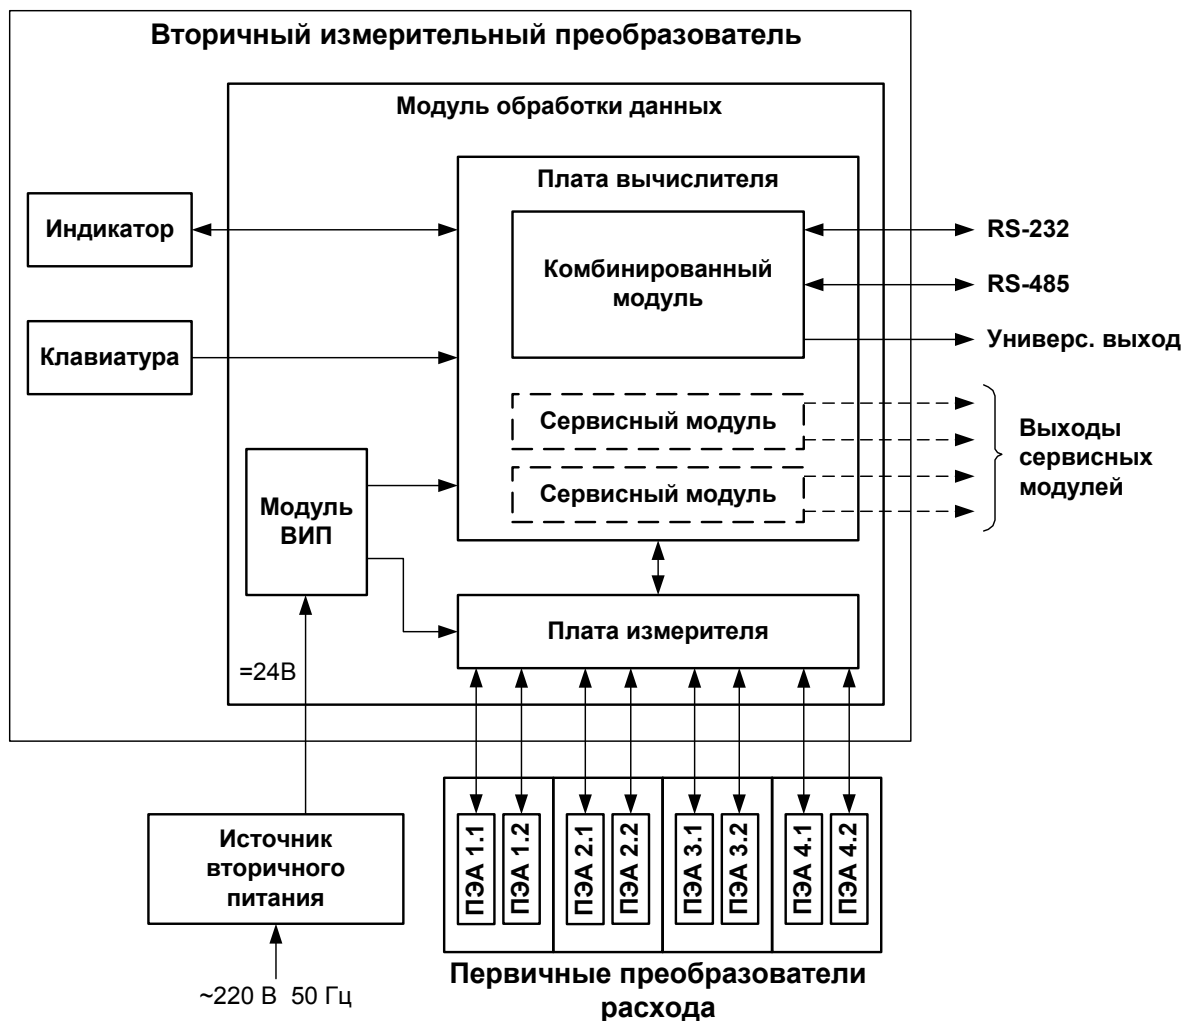 Вторичный измерительный преобразователь
Модуль обработки данных
Плата вычислителя
Индикатор
Комбинированный
модуль
RS-232
RS-485
Универс. выход
Клавиатура
Сервисный модуль
Сервисный модуль
Выходы
сервисных
модулей
Модуль
ВИП
Плата измерителя
=24В
Источник
вторичного
питания
~220 В 50 Гц
ПЭА 1.1
ПЭА 1.2
ПЭА 2.1
ПЭА 2.2
ПЭА 3.1
ПЭА 3.2
ПЭА 4.1
ПЭА 4.2
Первичные преобразователи
расхода